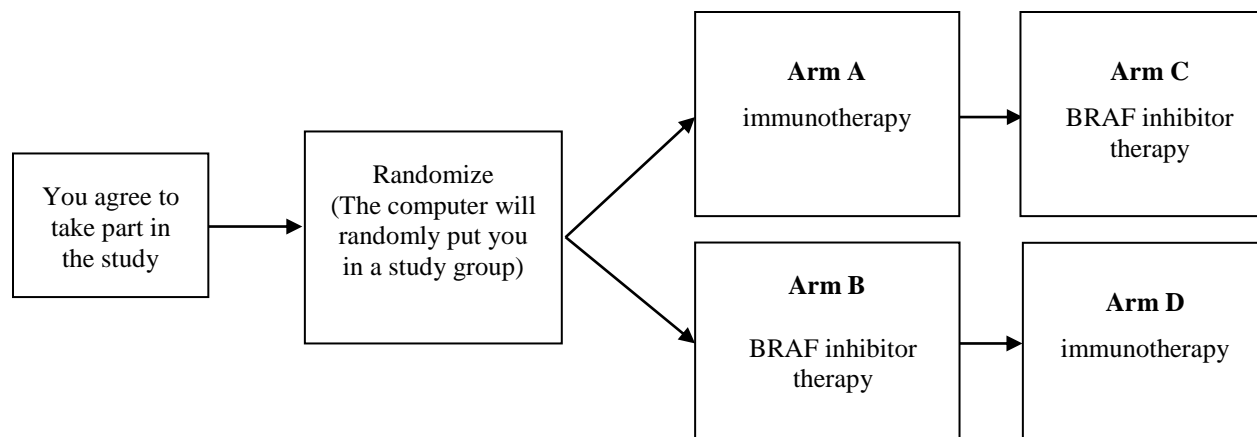 You agree to
take part in
the study
Randomize
(The computer will
randomly put you
in a study group)
Arm A
immunotherapy
Arm C
BRAF inhibitor
therapy
Arm B
BRAF inhibitor
therapy
Arm D
immunotherapy